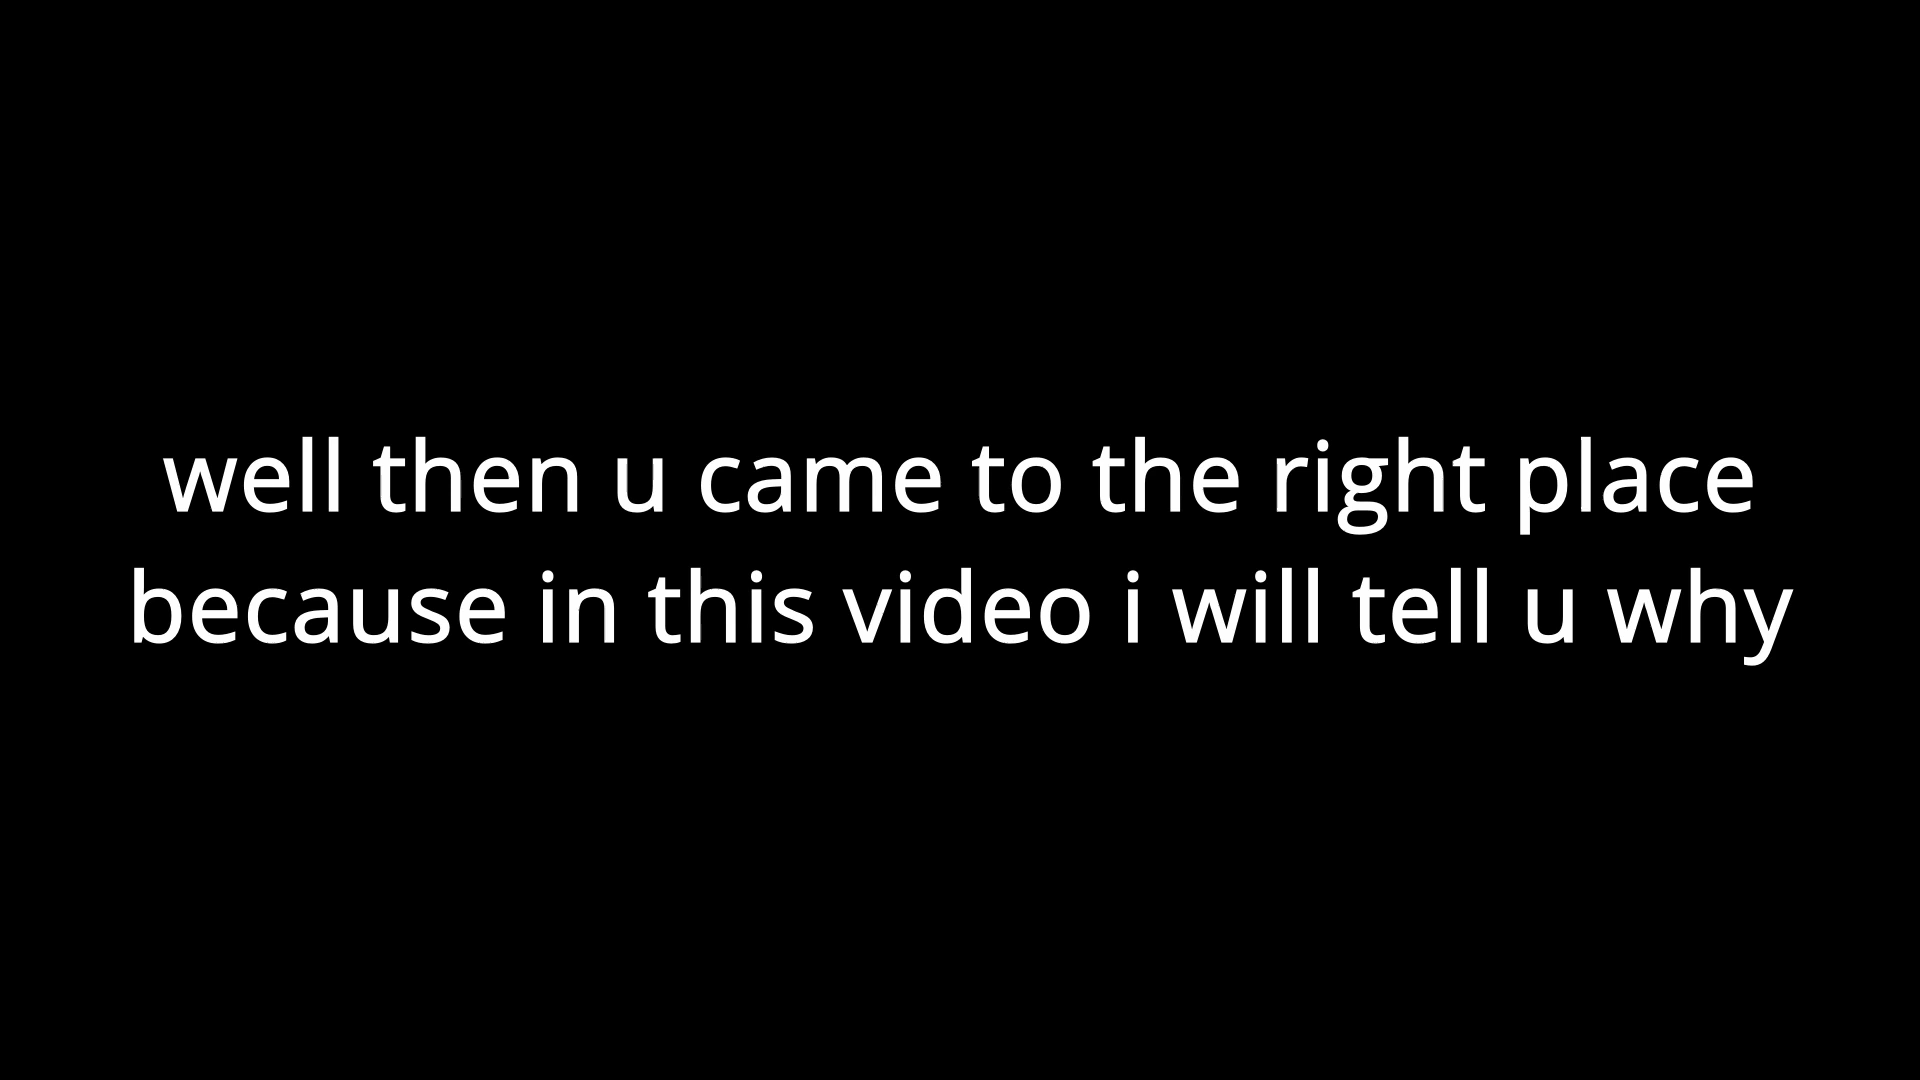 well then u came to the right place
because in this video i will tell u why